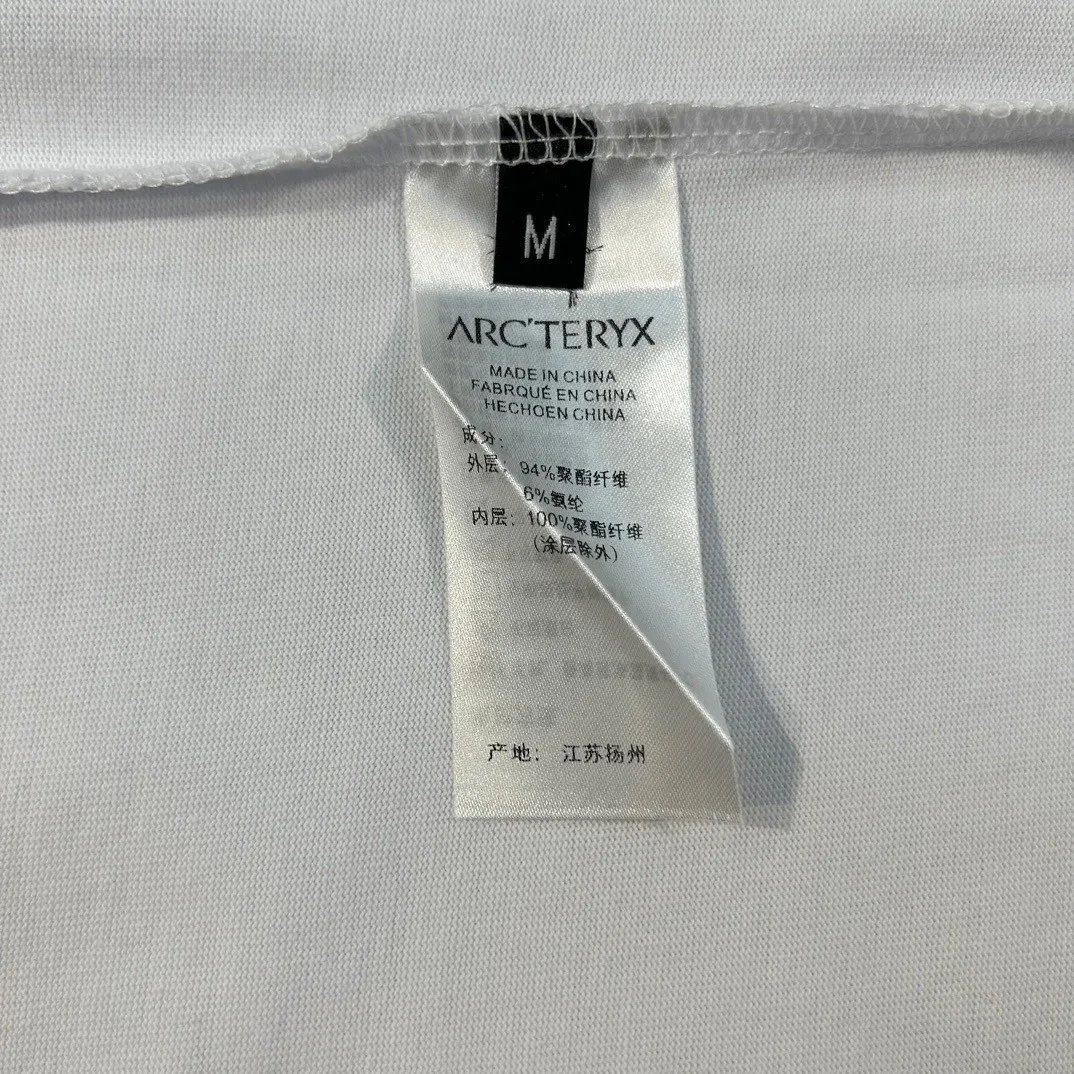 M
ARC'TERYX
MADE IN CHINA
FABRQUÉ EN CHINA
HECHOEN CHINA
成分:
外层: 94%聚酯纤维
6%氨纶
内层: 100%聚酯纤维
(涂层除外)
产地: 江苏扬州